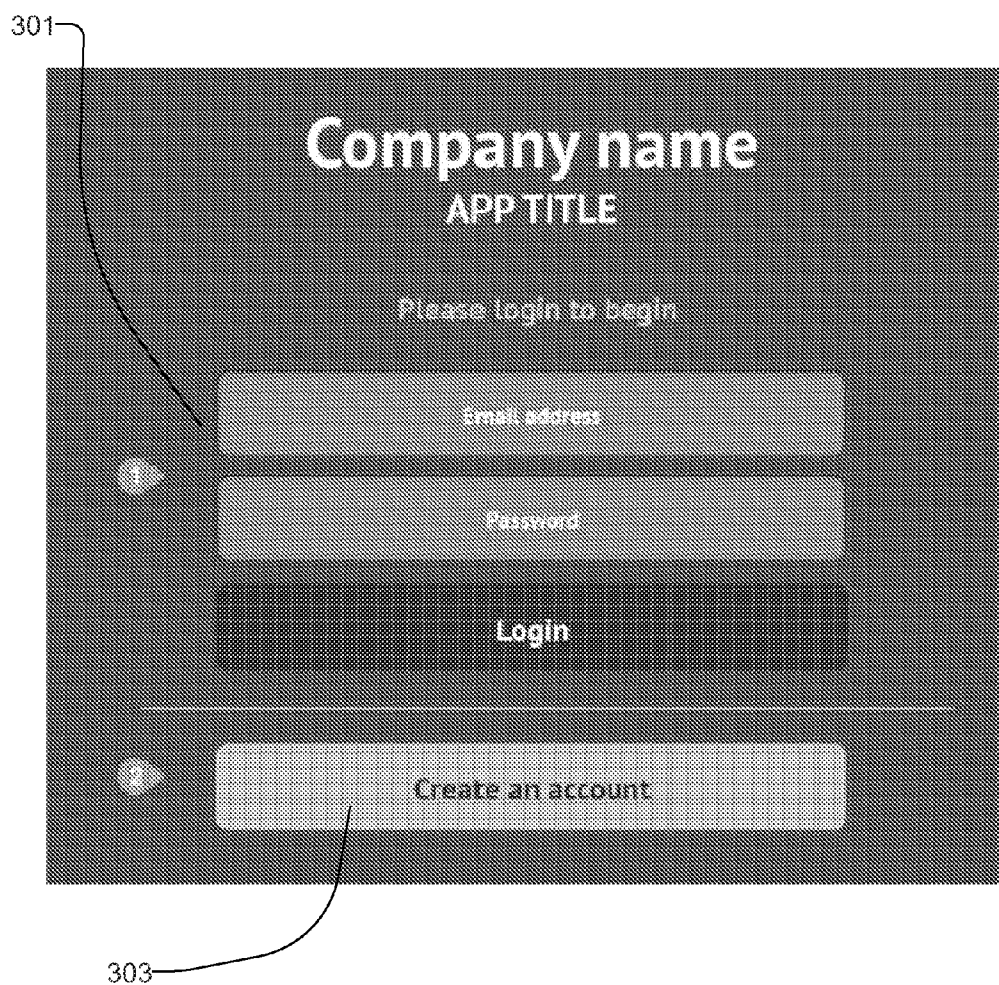 301
Company name
APP TITLE
Please login to begin
Email address
1
Password
Login
2
Create an account
303